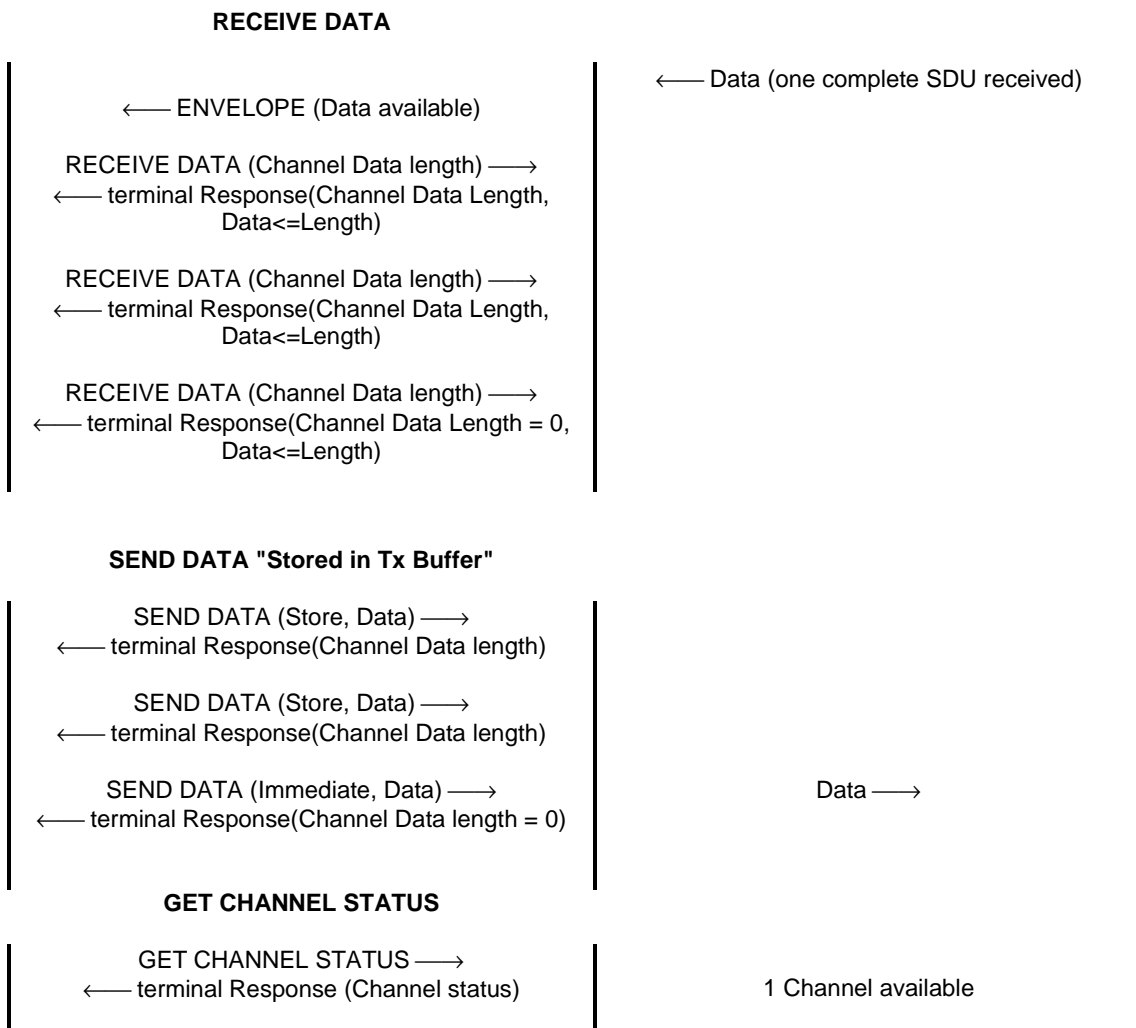 RECEIVE DATA
←── Data (one complete SDU received)
←── ENVELOPE (Data available)
RECEIVE DATA (Channel Data length) ──→
←── terminal Response(Channel Data Length,
Data<=Length)
RECEIVE DATA (Channel Data length) ──→
←── terminal Response(Channel Data Length,
Data<=Length)
RECEIVE DATA (Channel Data length) ──→
←── terminal Response(Channel Data Length = 0,
Data<=Length)
SEND DATA "Stored in Tx Buffer"
SEND DATA (Store, Data) ──→
←── terminal Response(Channel Data length)
SEND DATA (Store, Data) ──→
←── terminal Response(Channel Data length)
SEND DATA (Immediate, Data) ──→
Data ──→
←── terminal Response(Channel Data length = 0)
GET CHANNEL STATUS
GET CHANNEL STATUS ──→
←── terminal Response (Channel status)
1 Channel available